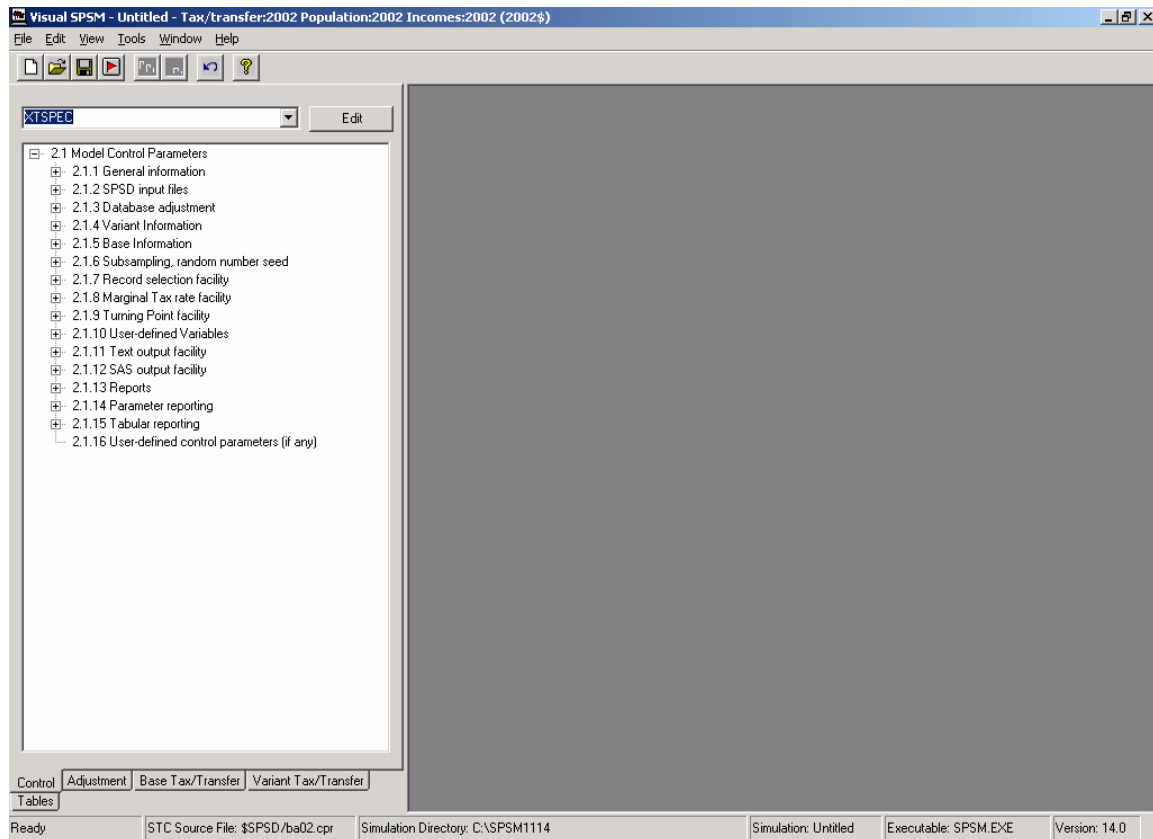 Visual SPSM - Untitled - Tax/transfer:2002 Population:2002 Incomes:2002 (2002$)
File Edit View Tools Window Help
XTSPEC Edit
2.1 Model Control Parameters
2.1.1 General information
2.1.2 SPSD input files
2.1.3 Database adjustment
2.1.4 Variant Information
2.1.5 Base Information
2.1.6 Subsampling, random number seed
2.1.7 Record selection facility
2.1.8 Marginal Tax rate facility
2.1.9 Turning Point facility
2.1.10 User-defined Variables
2.1.11 Text output facility
2.1.12 SAS output facility
2.1.13 Reports
2.1.14 Parameter reporting
2.1.15 Tabular reporting
2.1.16 User-defined control parameters (if any)
Control Adjustment Base Tax/Transfer Variant Tax/Transfer
Tables
Ready STC Source File: $SPSD/ba02.cpr Simulation Directory: C:\SPSM1114 Simulation: Untitled Executable: SPSM.EXE Version: 14.0